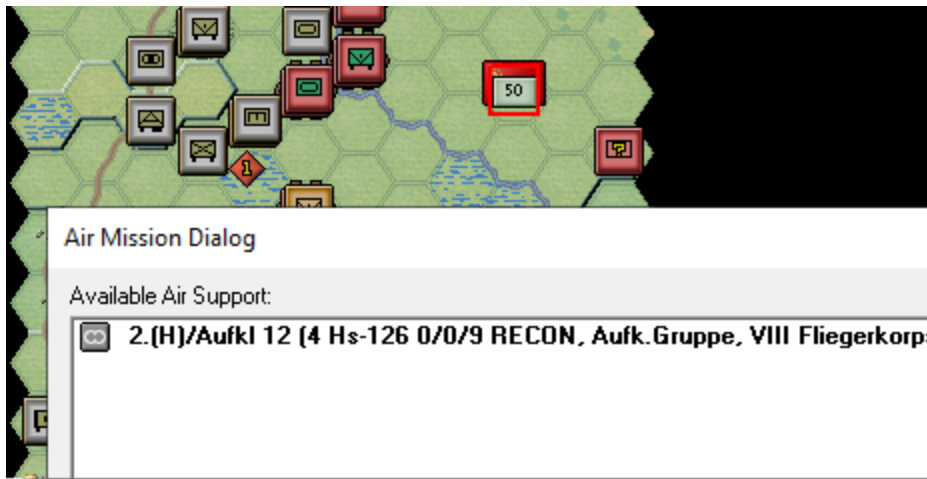 50
1
?
Air Mission Dialog
Available Air Support:
2.(H)/Aufkl 12 (4 Hs-126 0/0/9 RECON, Aufk.Gruppe, VIII Fliegerkorp